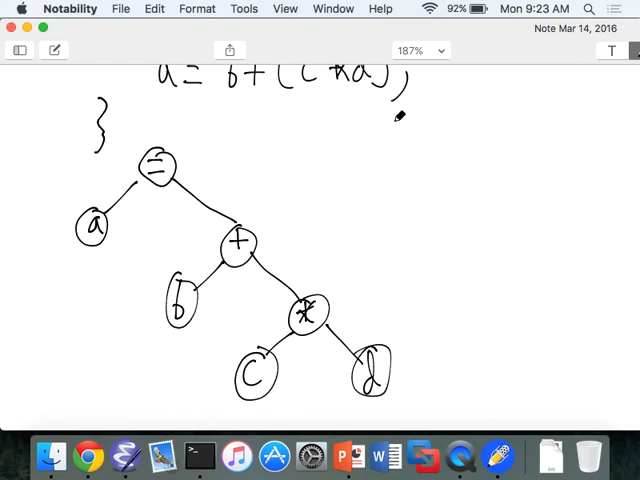 Notability File Edit Format Tools View Window Help 92% Mon 9:23 AM
Note Mar 14, 2016
187% T
a = b + (c * d);
}
=
a
+
b
*
c d